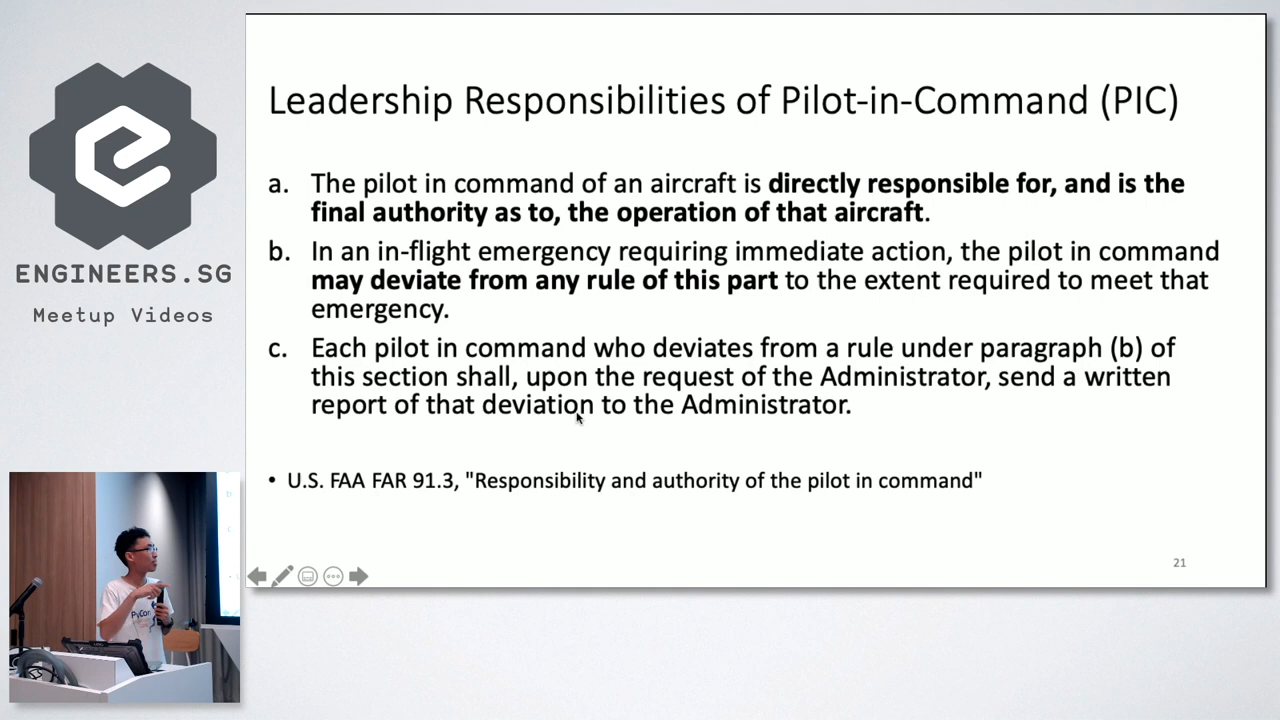 ENGINEERS.SG
Meetup Videos
Leadership Responsibilities of Pilot-in-Command (PIC)
a. The pilot in command of an aircraft is directly responsible for, and is the
final authority as to, the operation of that aircraft.
b. In an in-flight emergency requiring immediate action, the pilot in command
may deviate from any rule of this part to the extent required to meet that
emergency.
c. Each pilot in command who deviates from a rule under paragraph (b) of
this section shall, upon the request of the Administrator, send a written
report of that deviation to the Administrator.
• U.S. FAA FAR 91.3, "Responsibility and authority of the pilot in command"
21
PyCon